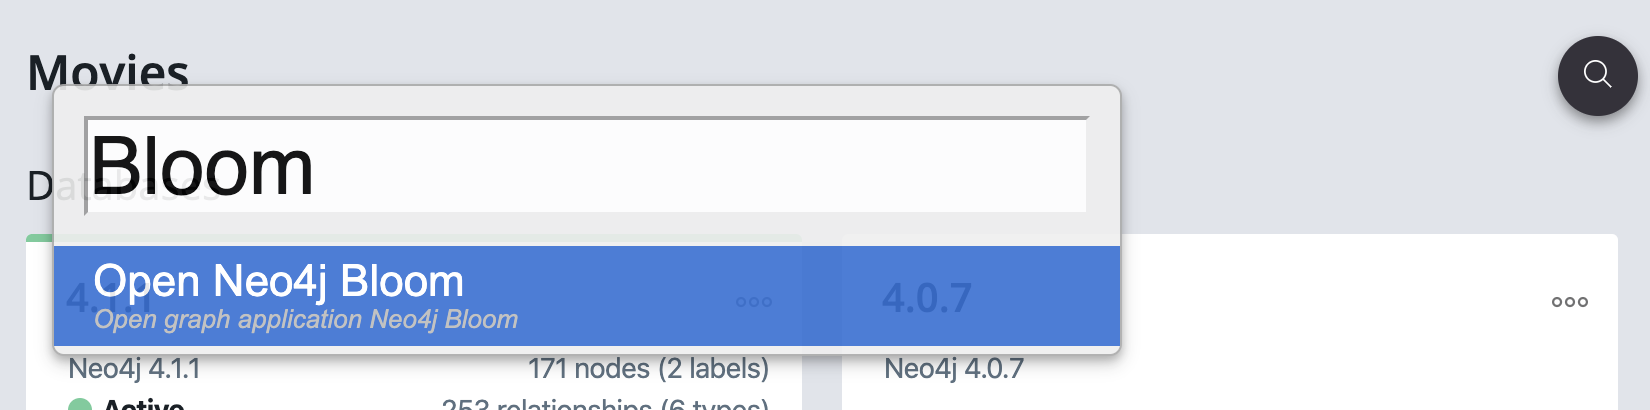 Movies
Databases
Bloom
Open Neo4j Bloom
Open graph application Neo4j Bloom
4.1.1
4.0.7
Neo4j 4.1.1
171 nodes (2 labels)
Neo4j 4.0.7
Active
253 relationships (6 types)